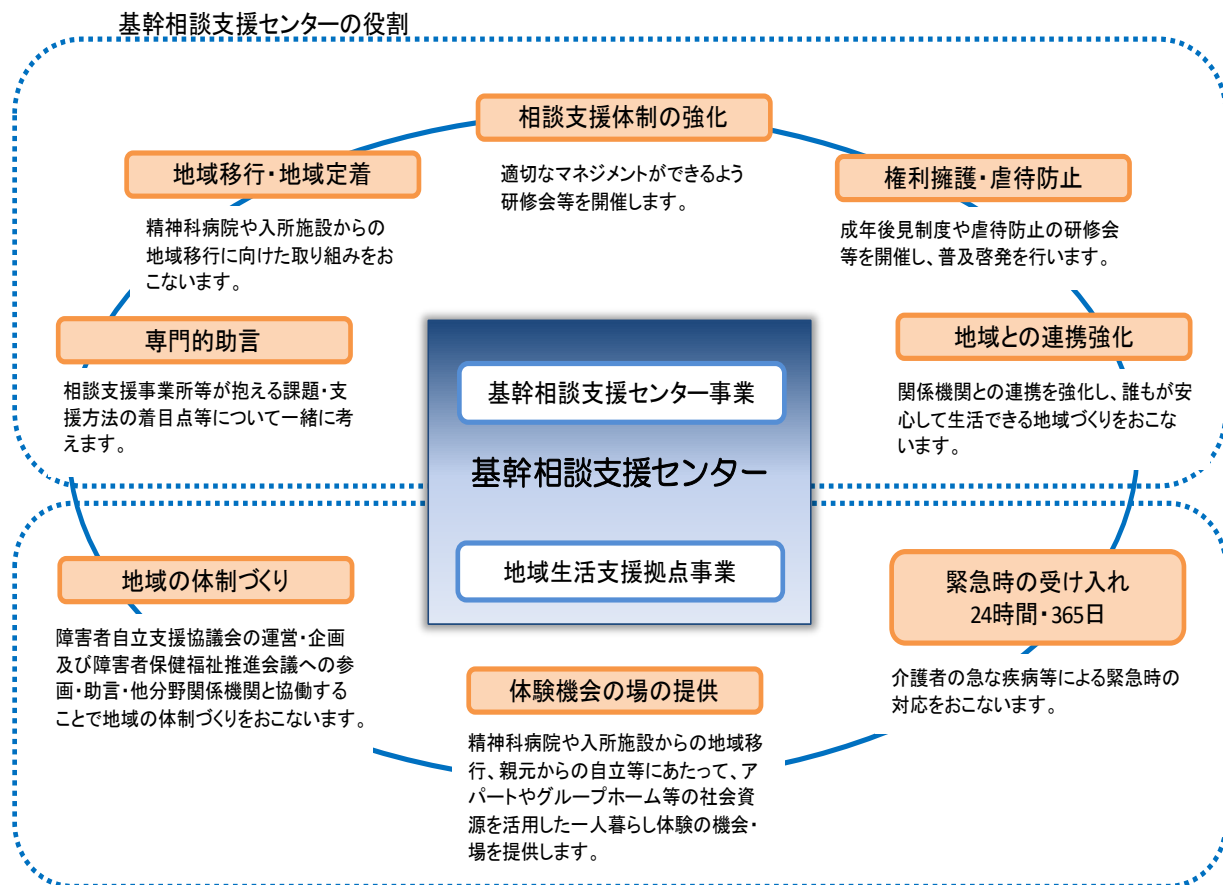 基幹相談支援センターの役割
相談支援体制の強化
適切なマネジメントができるよう
研修会等を開催します。
地域移行・地域定着
精神科病院や入所施設からの
地域移行に向けた取り組みをお
こないます。
権利擁護・虐待防止
成年後見制度や虐待防止の研修会
等を開催し、普及啓発を行います。
専門的助言
相談支援事業所等が抱える課題・支
援方法の着目点等について一緒に考
えます。
地域との連携強化
関係機関との連携を強化し、誰もが安
心して生活できる地域づくりをおこな
います。
基幹相談支援センター事業
基幹相談支援センター
地域生活支援拠点事業
地域の体制づくり
障害者自立支援協議会の運営・企画
及び障害者保健福祉推進会議への参
画・助言・他分野関係機関と協働する
ことで地域の体制づくりをおこないます。
緊急時の受け入れ
24時間・365日
介護者の急な疾病等による緊急時の
対応をおこないます。
体験機会の場の提供
精神科病院や入所施設からの地域移
行、親元からの自立等にあたって、ア
パートやグループホーム等の社会資
源を活用した一人暮らし体験の機会・
場を提供します。